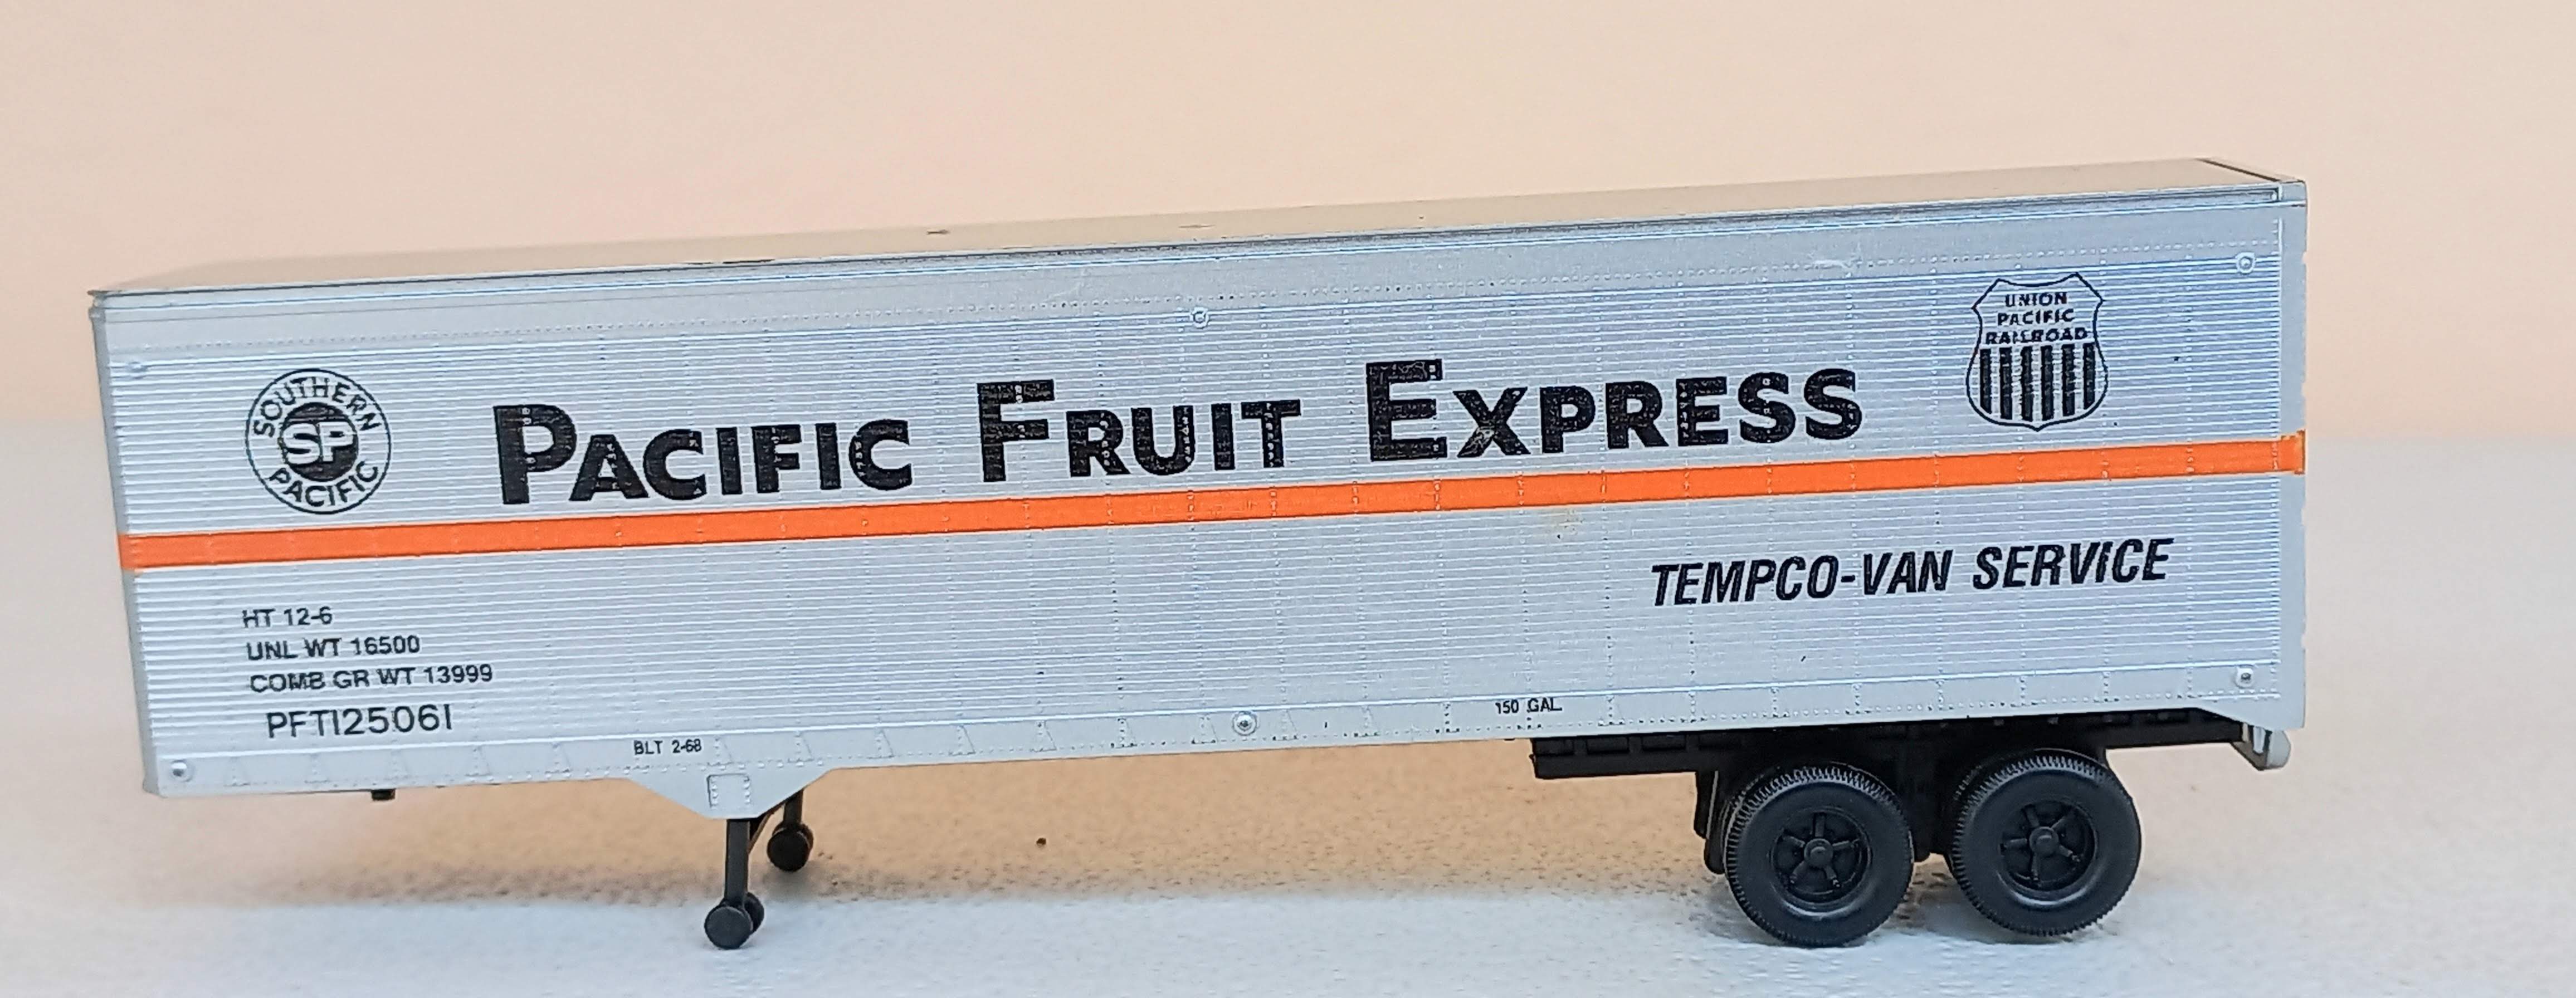 SOUTHERN
SP
PACIFIC
PACIFIC FRUIT EXPRESS
UNION
PACIFIC
RAILROAD
TEMPCO-VAN SERVICE
HT 12-6
UNL WT 16500
COMB GR WT 13999
PFT125061
BLT 2-68
150 GAL.